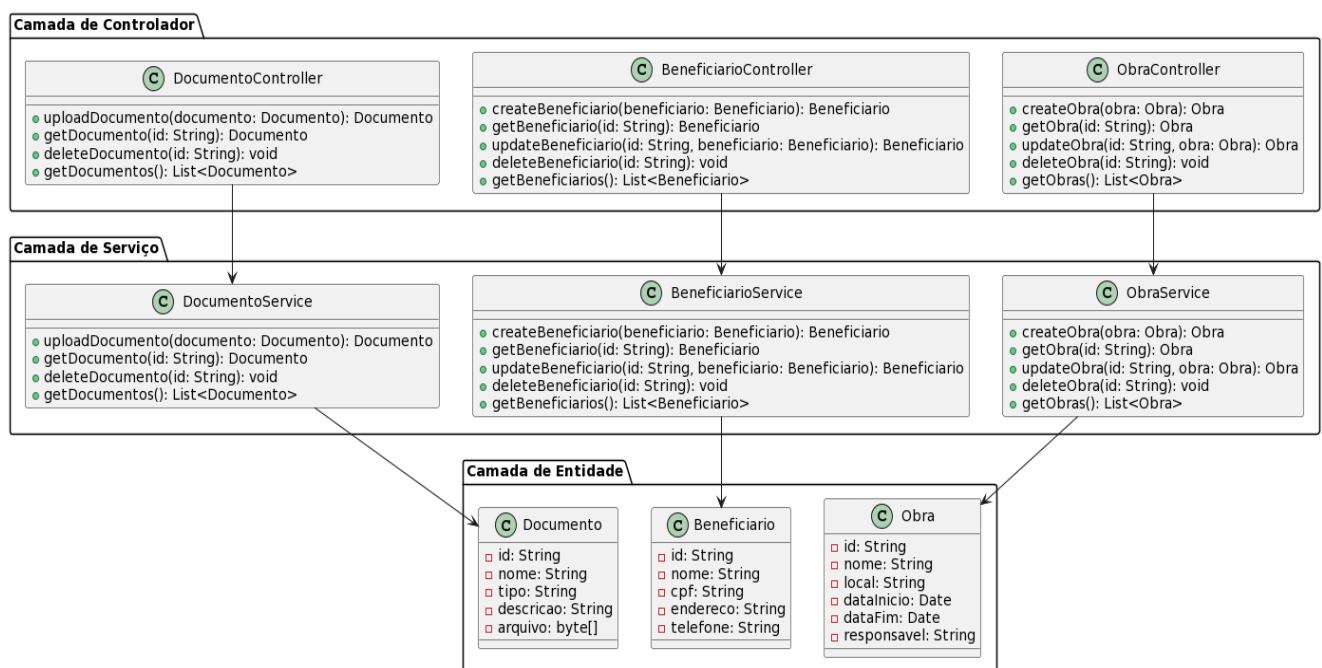 Camada de Controlador
C DocumentoController
uploadDocumento(documento: Documento): Documento
getDocumento(id: String): Documento
deleteDocumento(id: String): void
getDocumentos(): List<Documento>
C BeneficiarioController
createBeneficiario(beneficiario: Beneficiario): Beneficiario
getBeneficiario(id: String): Beneficiario
updateBeneficiario(id: String, beneficiario: Beneficiario): Beneficiario
deleteBeneficiario(id: String): void
getBeneficiarios(): List<Beneficiario>
C ObraController
createObra(obra: Obra): Obra
getObra(id: String): Obra
updateObra(id: String, obra: Obra): Obra
deleteObra(id: String): void
getObras(): List<Obra>
Camada de Serviço
C DocumentoService
uploadDocumento(documento: Documento): Documento
getDocumento(id: String): Documento
deleteDocumento(id: String): void
getDocumentos(): List<Documento>
C BeneficiarioService
createBeneficiario(beneficiario: Beneficiario): Beneficiario
getBeneficiario(id: String): Beneficiario
updateBeneficiario(id: String, beneficiario: Beneficiario): Beneficiario
deleteBeneficiario(id: String): void
getBeneficiarios(): List<Beneficiario>
C ObraService
createObra(obra: Obra): Obra
getObra(id: String): Obra
updateObra(id: String, obra: Obra): Obra
deleteObra(id: String): void
getObras(): List<Obra>
Camada de Entidade
C Documento
id: String
nome: String
tipo: String
descricao: String
arquivo: byte[]
C Beneficiario
id: String
nome: String
cpf: String
endereco: String
telefone: String
C Obra
id: String
nome: String
local: String
dataInicio: Date
dataFim: Date
responsavel: String